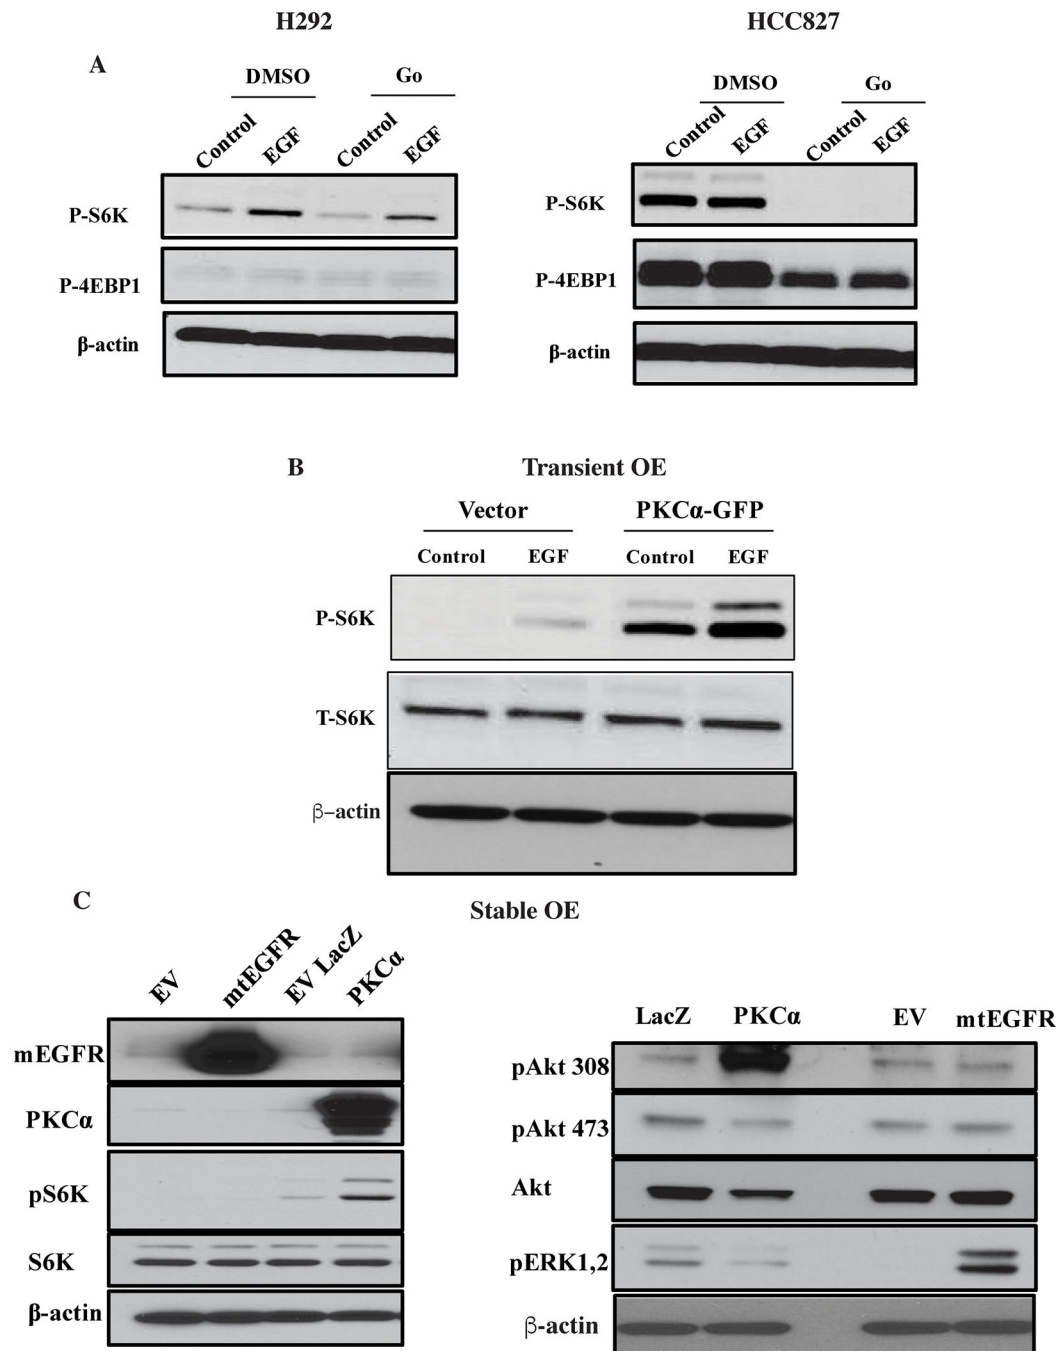 H292
HCC827
A
DMSO
Go
Control
EGF
Control
EGF
P-S6K
P-4EBP1
β-actin
DMSO
Go
Control
EGF
Control
EGF
P-S6K
P-4EBP1
β-actin
B
Transient OE
Vector
PKCα-GFP
Control
EGF
Control
EGF
P-S6K
T-S6K
β–actin
C
Stable OE
EV
mtEGFR
EV LacZ
PKCα
mEGFR
PKCα
pS6K
S6K
β-actin
LacZ
PKCα
EV
mtEGFR
pAkt 308
pAkt 473
Akt
pERK1,2
β-actin